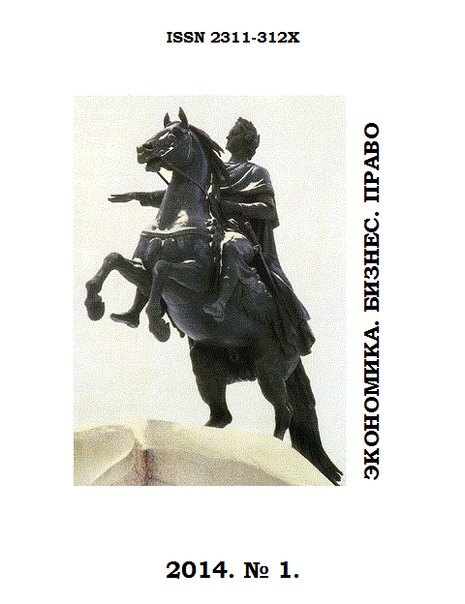 ISSN 2311-312X
ЭКОНОМИКА. БИЗНЕС. ПРАВО
2014. № 1.